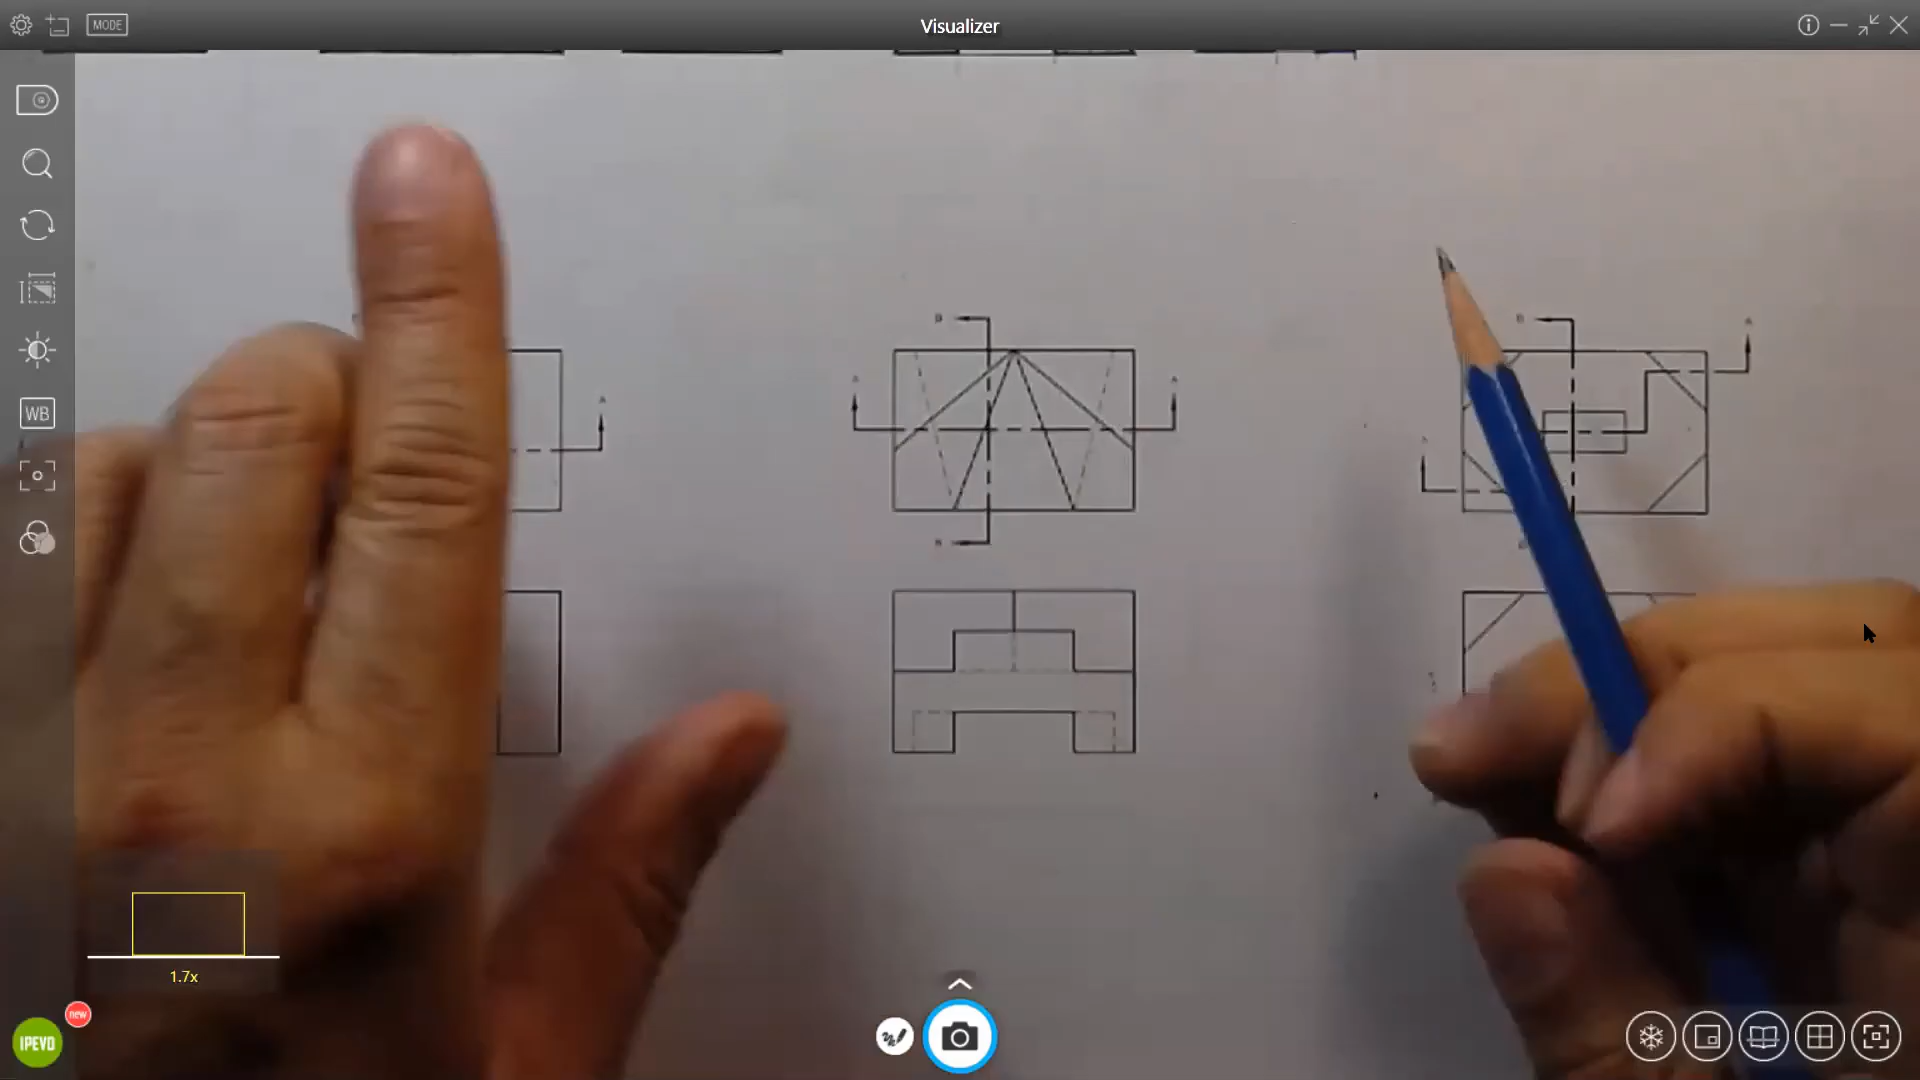 MODE
Visualizer
WB
A
B
A
A
B
A
1.7x
new
IPEVO